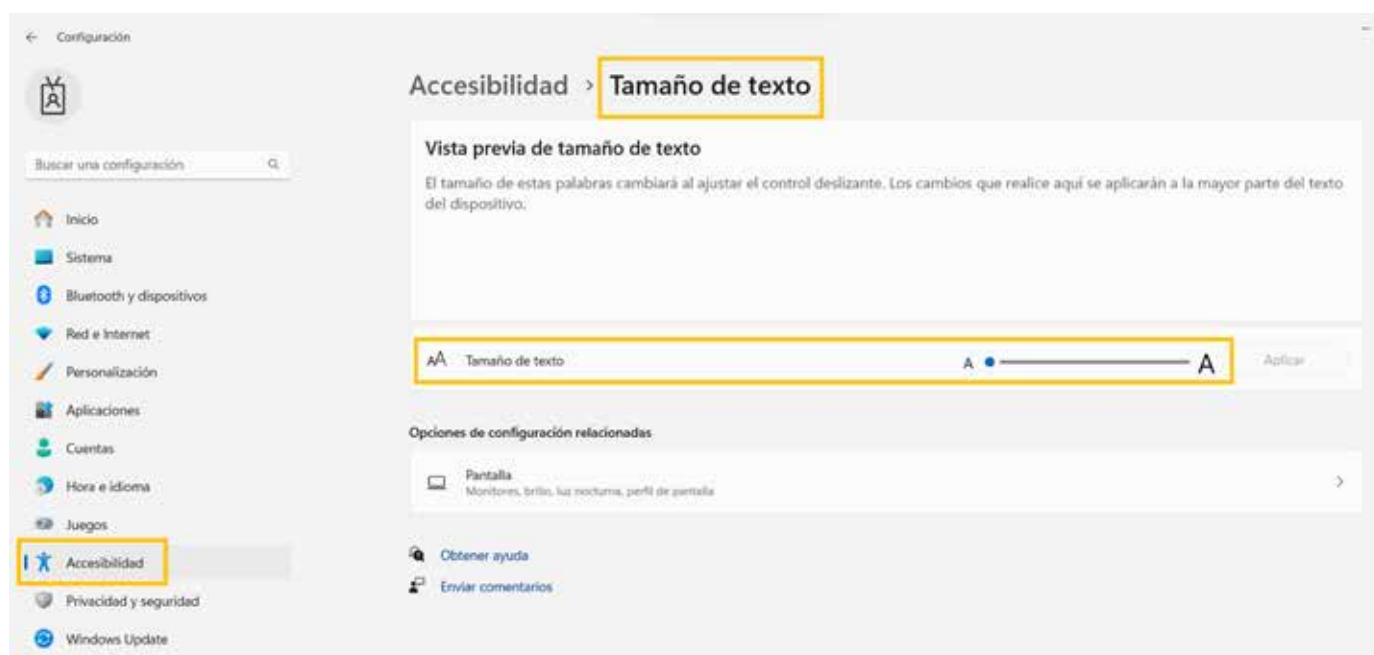 Configuración
Accesibilidad > Tamaño de texto
Buscar una configuración
Inicio
Sistema
Bluetooth y dispositivos
Red e Internet
Personalización
Aplicaciones
Cuentas
Hora e idioma
Juegos
Accesibilidad
Privacidad y seguridad
Windows Update
Vista previa de tamaño de texto
El tamaño de estas palabras cambiará al ajustar el control deslizante. Los cambios que realice aquí se aplicarán a la mayor parte del texto
del dispositivo.
AA Tamaño de texto A A Aplicar
Opciones de configuración relacionadas
Pantalla
Monitores, brillo, luz nocturna, perfil de pantalla
Obtener ayuda
Enviar comentarios